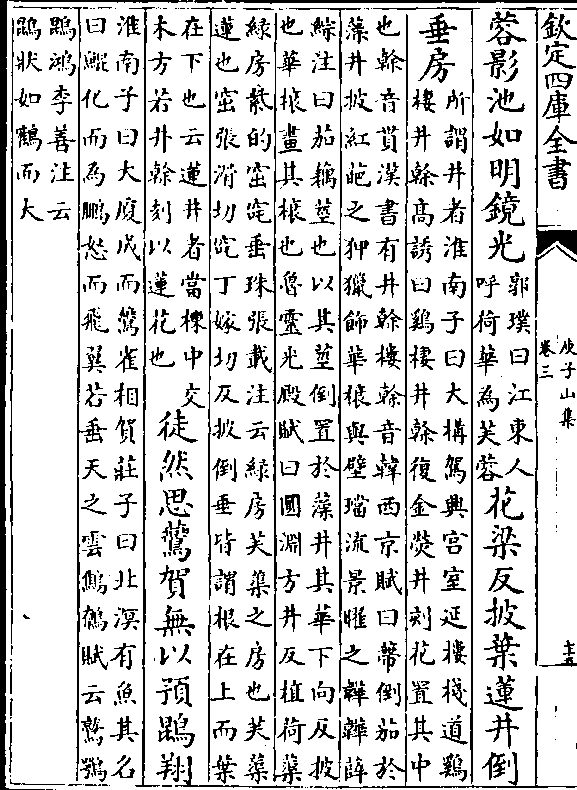 欽定四庫全書
庾子山集
卷三
蓉影池如明鏡光郭璞曰江東人
呼荷華為芙蓉花梁反披葉蓮井倒
垂房所謂井者淮南子曰大構駕興宮室延樓棧道鷄
棲井幹高誘曰鷄棲井幹復金熒井刻花置其中
也幹音貫漢書有井幹樓幹音韓西京賦曰蔕倒茄於
藻井披紅葩之狎獵飾華榱與壁璫流景曜之韡韡薛
綜注曰茄藕莖也以其莖倒置於藻井其華下向反披
也華榱畫其榱也魯靈光殿賦曰圜淵方井反植荷蕖
綠房紫的窋窀垂珠張載注云綠房芙蕖之房也芙蕖
蓮也窋張滑切窀丁嫁切反披倒垂皆謂根在上而葉
在下也云蓮井者當棟中交
木方若井幹刻以蓮花也徒然思鷰賀無以預鵾翔
淮南子曰大廈成而鷰雀相賀莊子曰北溟有魚其名
曰鯤化而為鵬怒而飛翼若垂天之雲鷦鷯賦云鷲鶚
鵾鴻李善注云
鵾狀如鶴而大